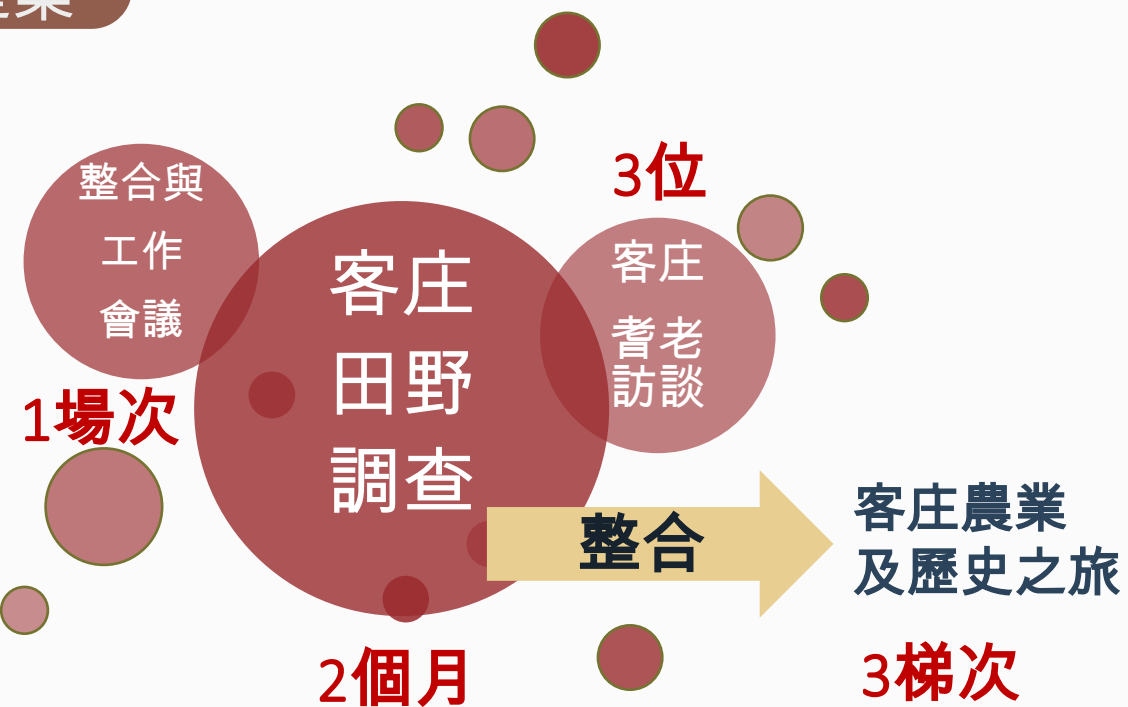 業
整合與
工作
會議
1場次
客庄
田野
調查
2個月
3位
客庄
耆老
訪談
整合
客庄農業
及歷史之旅
3梯次